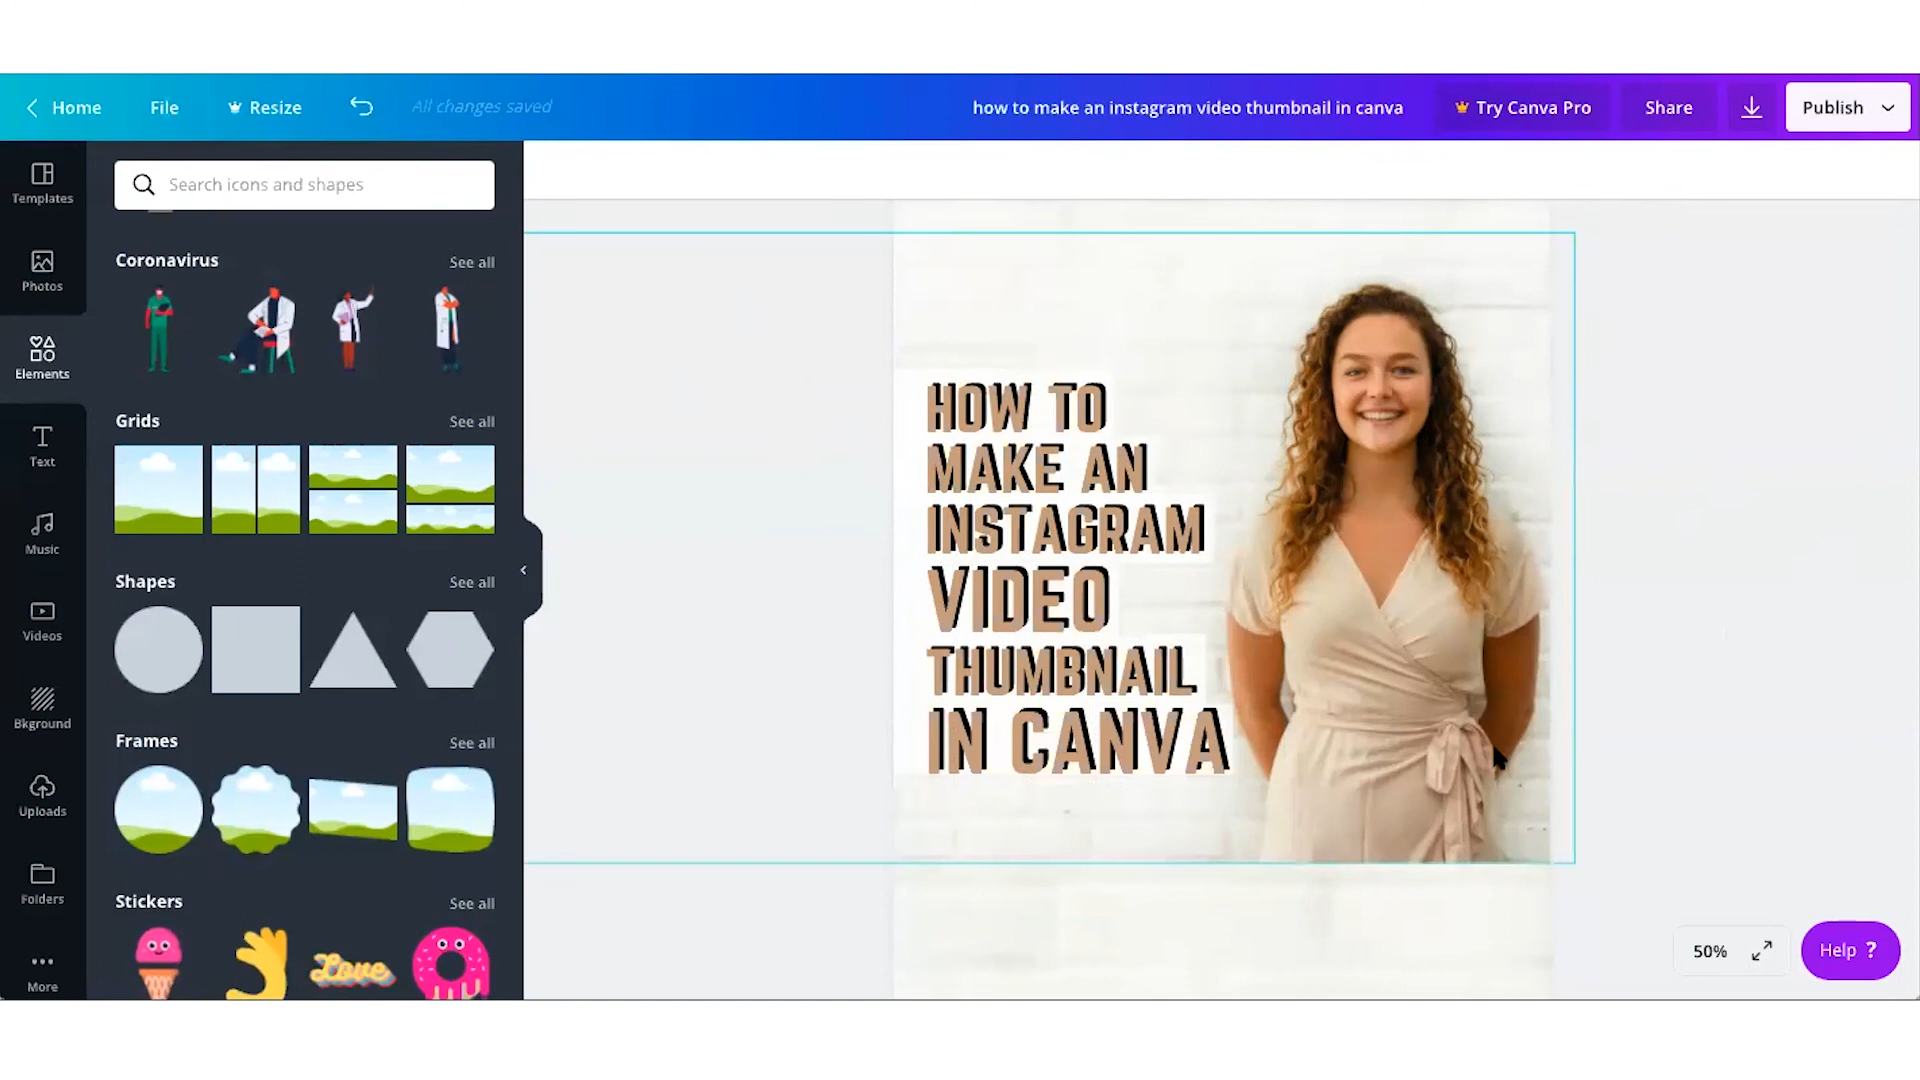 Home
File
Resize
All changes saved
how to make an instagram video thumbnail in canva
Try Canva Pro
Share
Publish
Templates
Photos
Elements
Text
Music
Videos
Bkground
Uploads
Folders
More
Search icons and shapes
Coronavirus
See all
Grids
See all
Shapes
See all
Frames
See all
Stickers
See all
Love
HOW TO
MAKE AN
INSTAGRAM
VIDEO
THUMBNAIL
IN CANVA
50%
Help ?